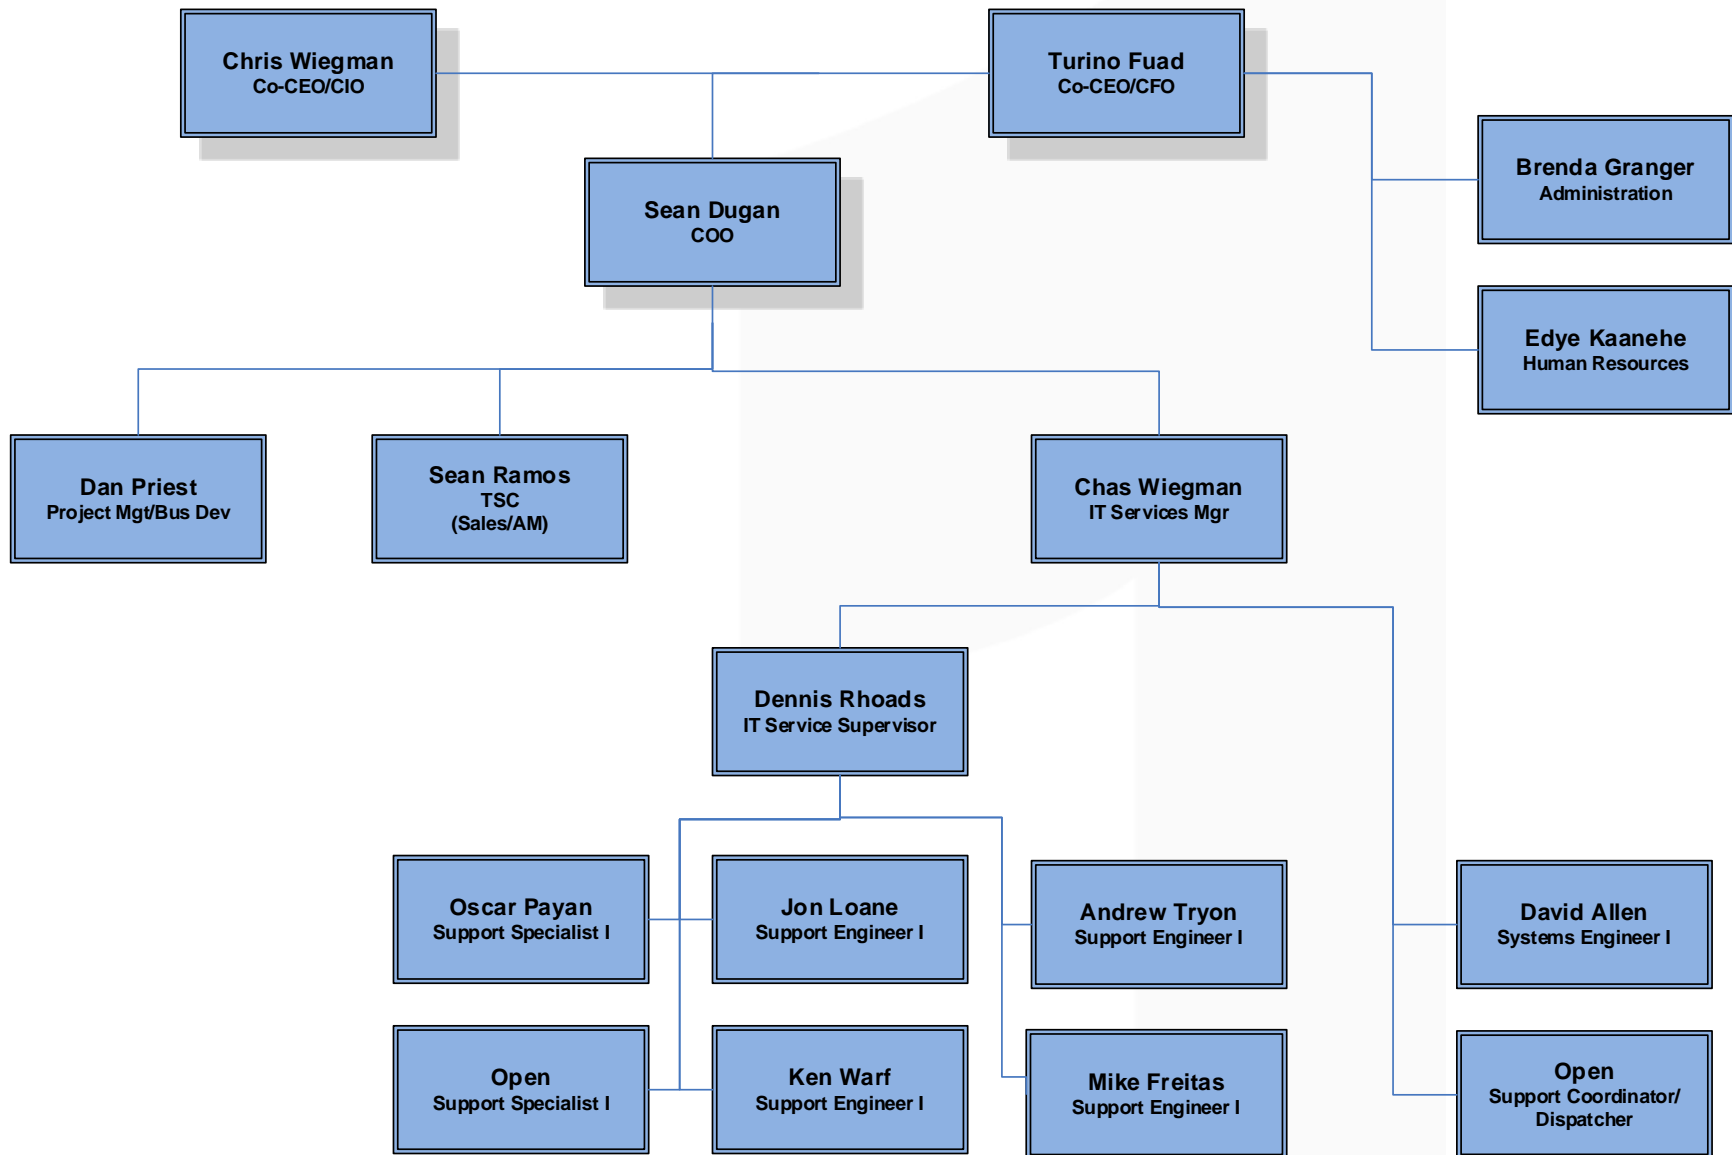 Chris Wiegman
Co-CEO/CIO
Turino Fuad
Co-CEO/CFO
Brenda Granger
Administration
Sean Dugan
COO
Edye Kaanehe
Human Resources
Dan Priest
Project Mgt/Bus Dev
Sean Ramos
TSC
(Sales/AM)
Chas Wiegman
IT Services Mgr
Dennis Rhoads
IT Service Supervisor
Oscar Payan
Support Specialist I
Jon Loane
Support Engineer I
Andrew Tryon
Support Engineer I
David Allen
Systems Engineer I
Open
Support Specialist I
Ken Warf
Support Engineer I
Mike Freitas
Support Engineer I
Open
Support Coordinator/
Dispatcher